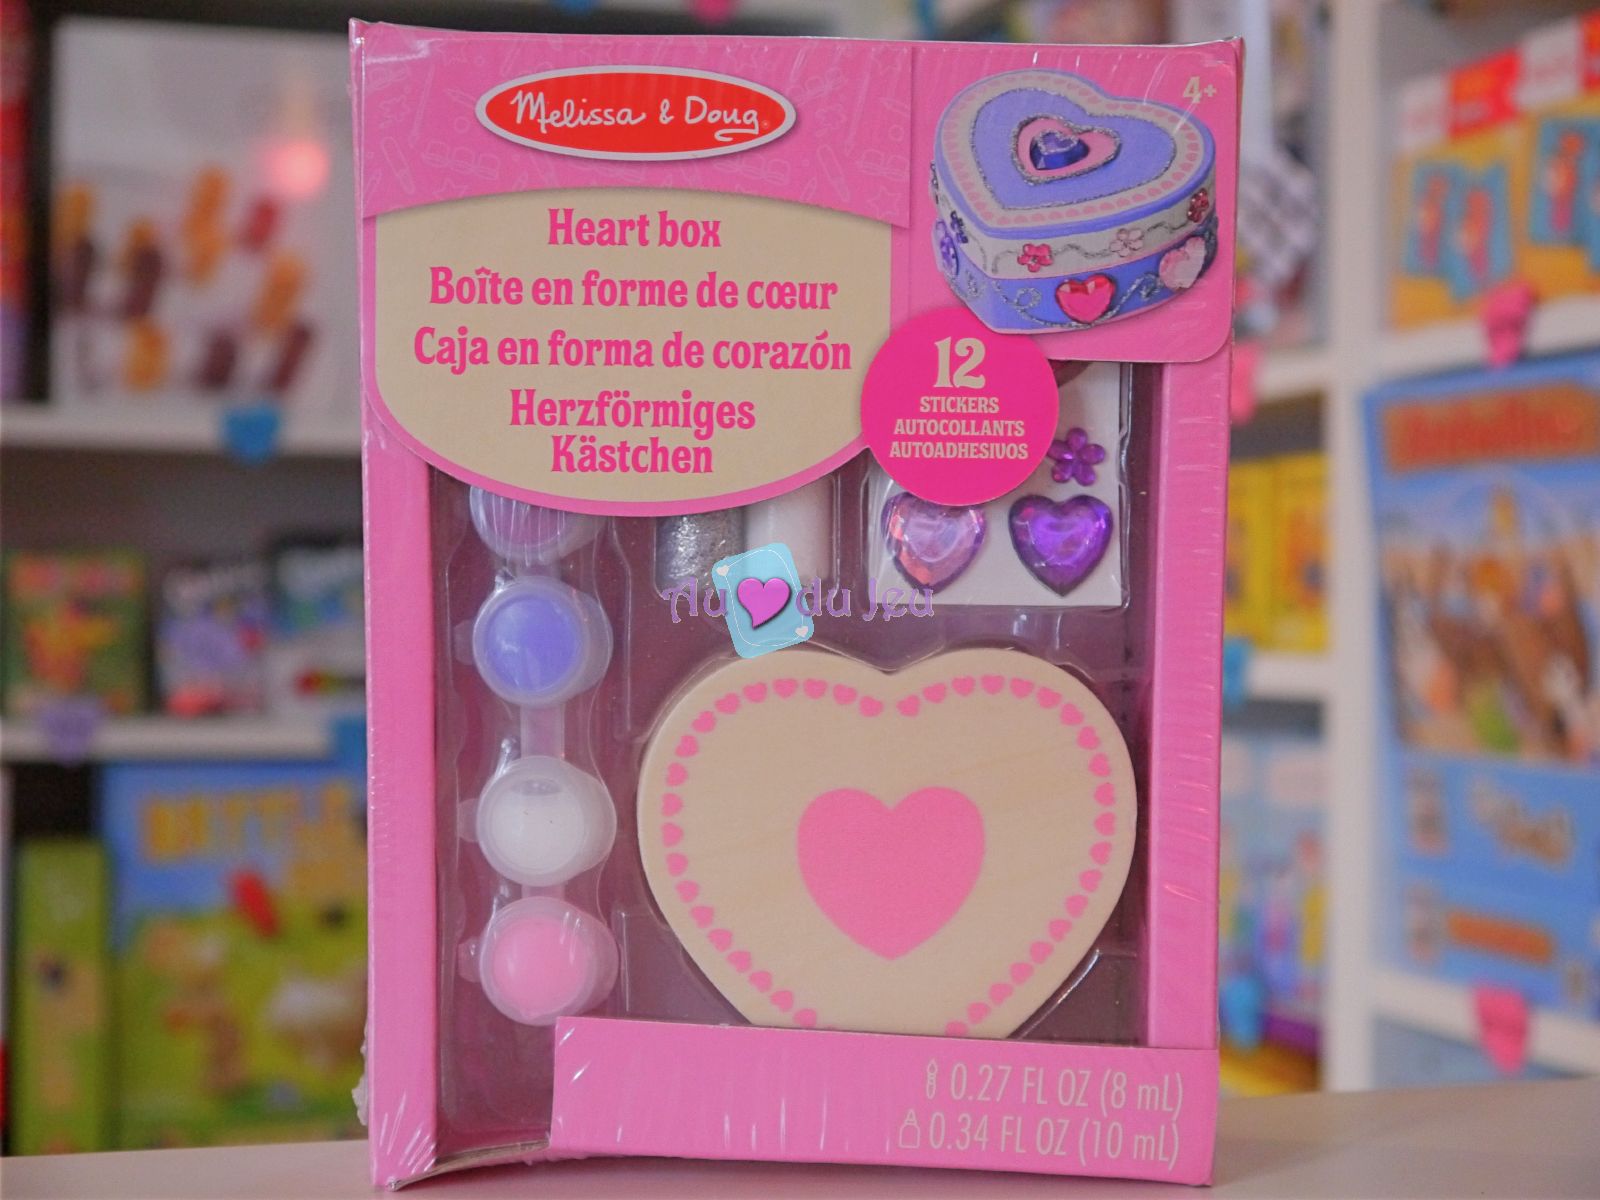 Melissa & Doug
4+
Heart box
Boîte en forme de cœur
Caja en forma de corazón
Herzförmiges
Kästchen
12
STICKERS
AUTOCOLLANTS
AUTOADHESIVOS
Au du Jeu
0.27 FL OZ (8 mL)
0.34 FL OZ (10 mL)